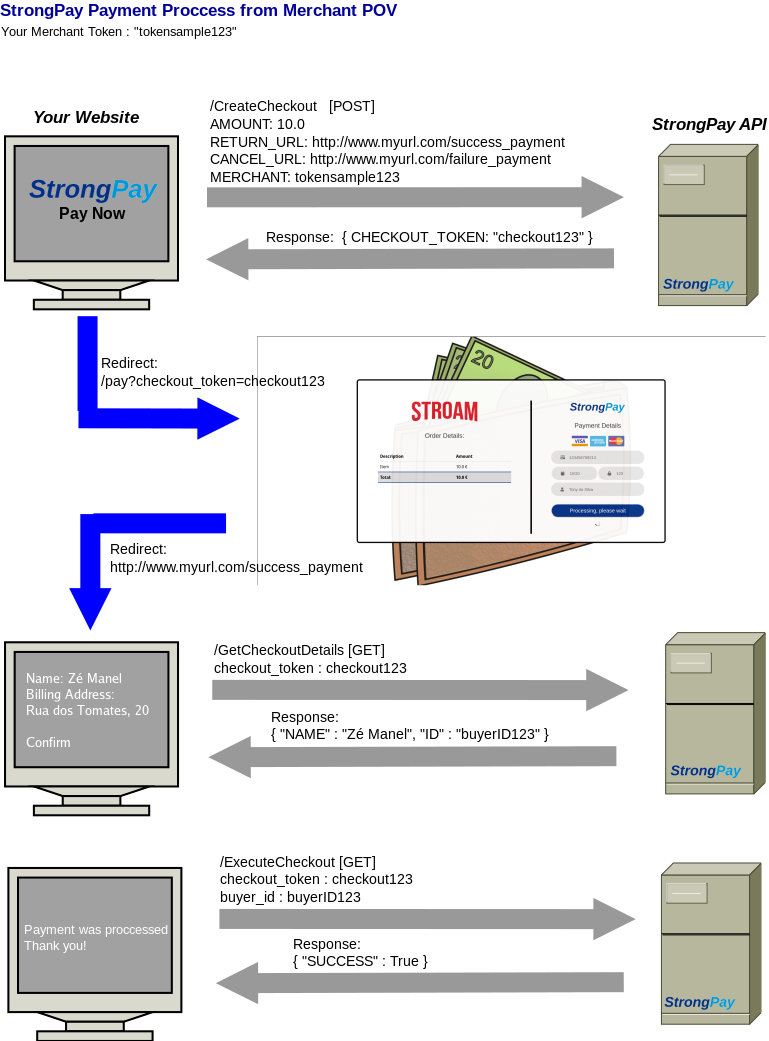 StrongPay Payment Proccess from Merchant POV
Your Merchant Token : "tokensample123"
Your Website
StrongPay
Pay Now
/CreateCheckout   [POST]
AMOUNT: 10.0
RETURN_URL: http://www.myurl.com/success_payment
CANCEL_URL: http://www.myurl.com/failure_payment
MERCHANT: tokensample123
StrongPay API
Response:  { CHECKOUT_TOKEN: "checkout123" }
StrongPay
Redirect:
/pay?checkout_token=checkout123
20
STROAM
Order Details:
Description Amount
Item 10.0 €
Total: 10.0 €
StrongPay
Payment Details
VISA
Processing, please wait
Redirect:
http://www.myurl.com/success_payment
Name: Zé Manel
Billing Address:
Rua dos Tomates, 20
Confirm
/GetCheckoutDetails [GET]
checkout_token : checkout123
Response:
{ "NAME" : "Zé Manel", "ID" : "buyerID123" }
StrongPay
Payment was proccessed
Thank you!
/ExecuteCheckout [GET]
checkout_token : checkout123
buyer_id : buyerID123
Response:
{ "SUCCESS" : True }
StrongPay